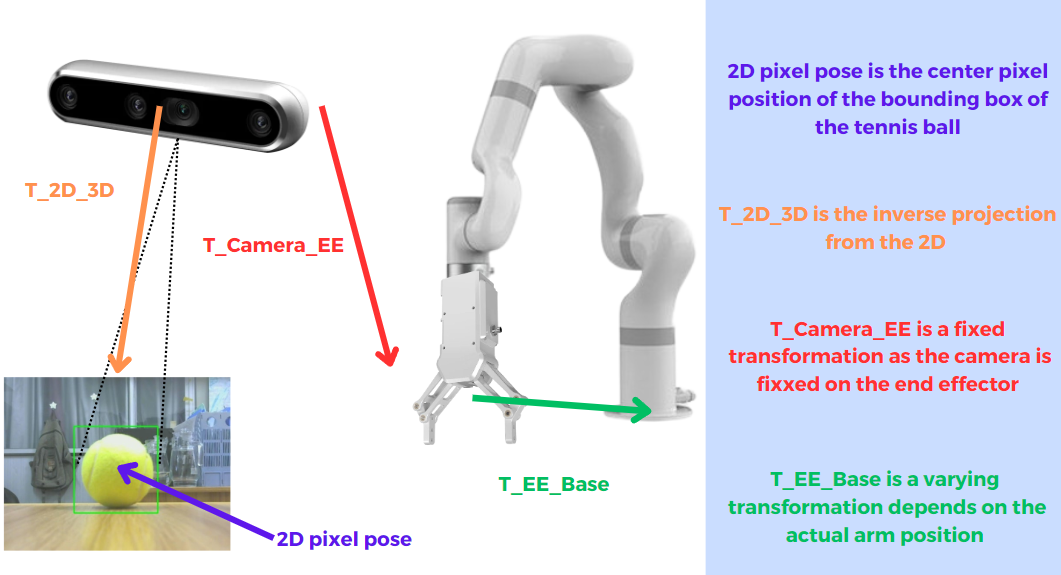 T_2D_3D
T_Camera_EE
T_EE_Base
2D pixel pose
2D pixel pose is the center pixel
position of the bounding box of
the tennis ball
T_2D_3D is the inverse projection
from the 2D
T_Camera_EE is a fixed
transformation as the camera is
fixxed on the end effector
T_EE_Base is a varying
transformation depends on the
actual arm position